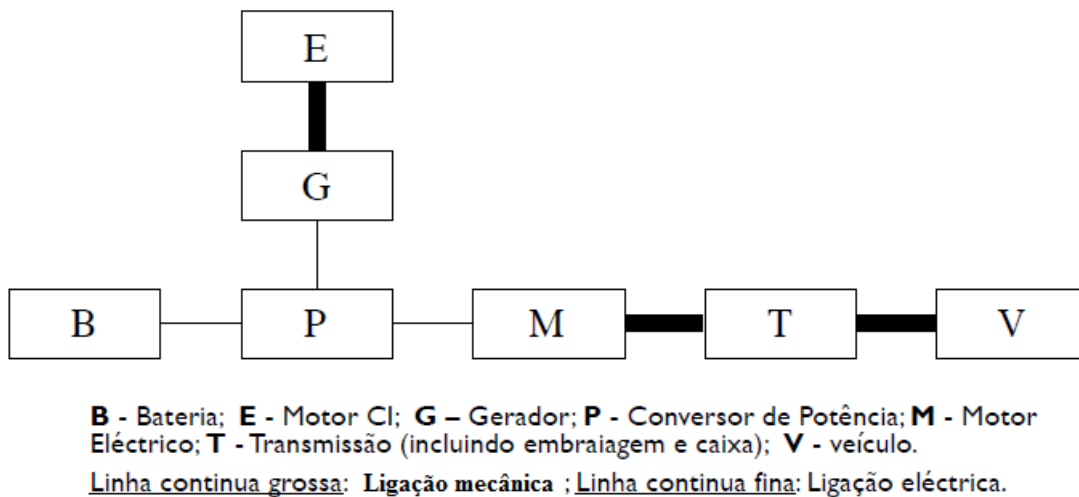 E
G
B P M T V
B - Bateria; E - Motor CI; G – Gerador; P - Conversor de Potência; M - Motor
Eléctrico; T - Transmissão (incluindo embraiagem e caixa); V - veículo.
Linha continua grossa: Ligação mecânica ; Linha continua fina: Ligação eléctrica.